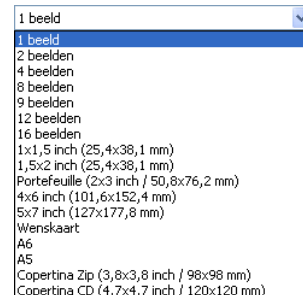 1 beeld
1 beeld
2 beelden
4 beelden
8 beelden
9 beelden
12 beelden
16 beelden
1x1,5 inch (25,4x38,1 mm)
1,5x2 inch (25,4x38,1 mm)
Portefeuille (2x3 inch / 50,8x76,2 mm)
4x6 inch (101,6x152,4 mm)
5x7 inch (127x177,8 mm)
Wenskaart
A6
A5
Copertina Zip (3,8x3,8 inch / 98x98 mm)
Copertina CD (4,7x4,7 inch / 120x120 mm)